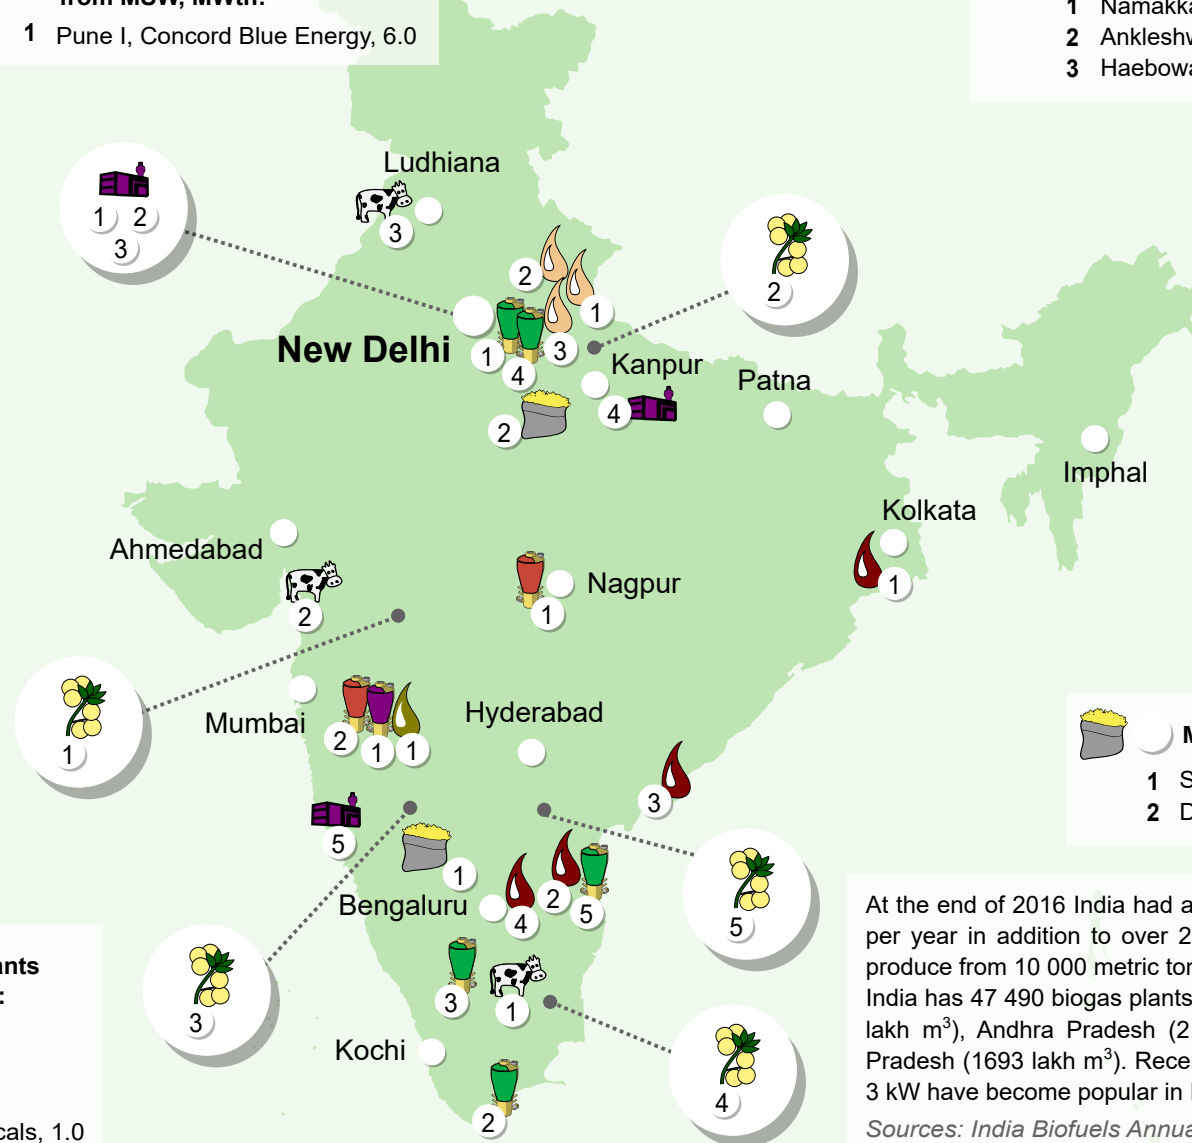 from MSW, MWth:
1 Pune I, Concord Blue Energy, 6.0
1 Namakka
2 Ankleshw
3 Haebowa
Ludhiana
3
1 2
3
2
1
3
1
4
New Delhi
2
Kanpur
4
Patna
2
Imphal
Kolkata
1
Ahmedabad
2
Nagpur
1
1
Mumbai
2 1 1
Hyderabad
3
5
1
Bengaluru
4
2
5
5
3
3
1
Kochi
4
2
M
1 S
2 D
ants
:
cals, 1.0
At the end of 2016 India had a
per year in addition to over 2
produce from 10 000 metric ton
India has 47 490 biogas plants
lakh m³), Andhra Pradesh (2
Pradesh (1693 lakh m³). Rece
3 kW have become popular in I
Sources: India Biofuels Annua